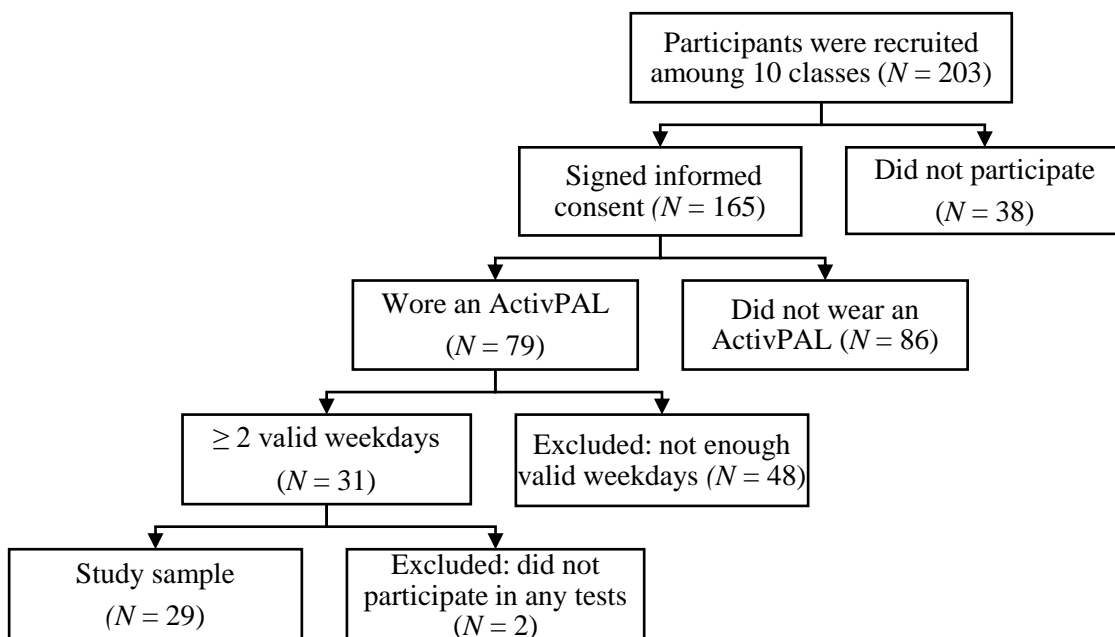 Participants were recruited
amoung 10 classes (N = 203)
Signed informed
consent (N = 165)
Did not participate
(N = 38)
Wore an ActivPAL
(N = 79)
Did not wear an
ActivPAL (N = 86)
≥ 2 valid weekdays
(N = 31)
Excluded: not enough
valid weekdays (N = 48)
Study sample
(N = 29)
Excluded: did not
participate in any tests
(N = 2)